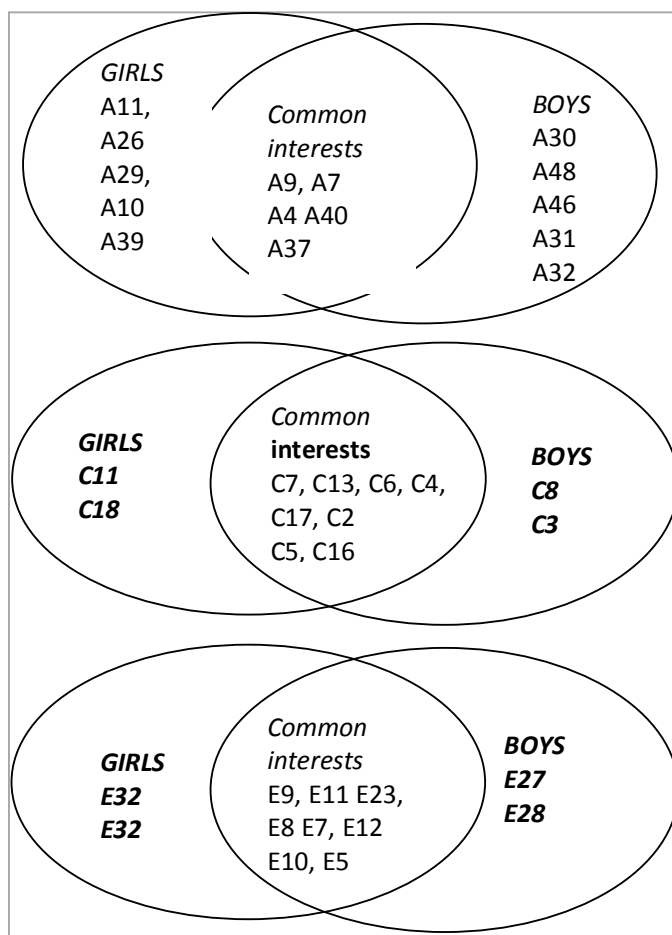 GIRLS
A11,
A26
A29,
A10
A39
Common
interests
A9, A7
A4 A40
A37
BOYS
A30
A48
A46
A31
A32
GIRLS
C11
C18
Common
interests
C7, C13, C6, C4,
C17, C2
C5, C16
BOYS
C8
C3
GIRLS
E32
E32
Common
interests
E9, E11 E23,
E8 E7, E12
E10, E5
BOYS
E27
E28